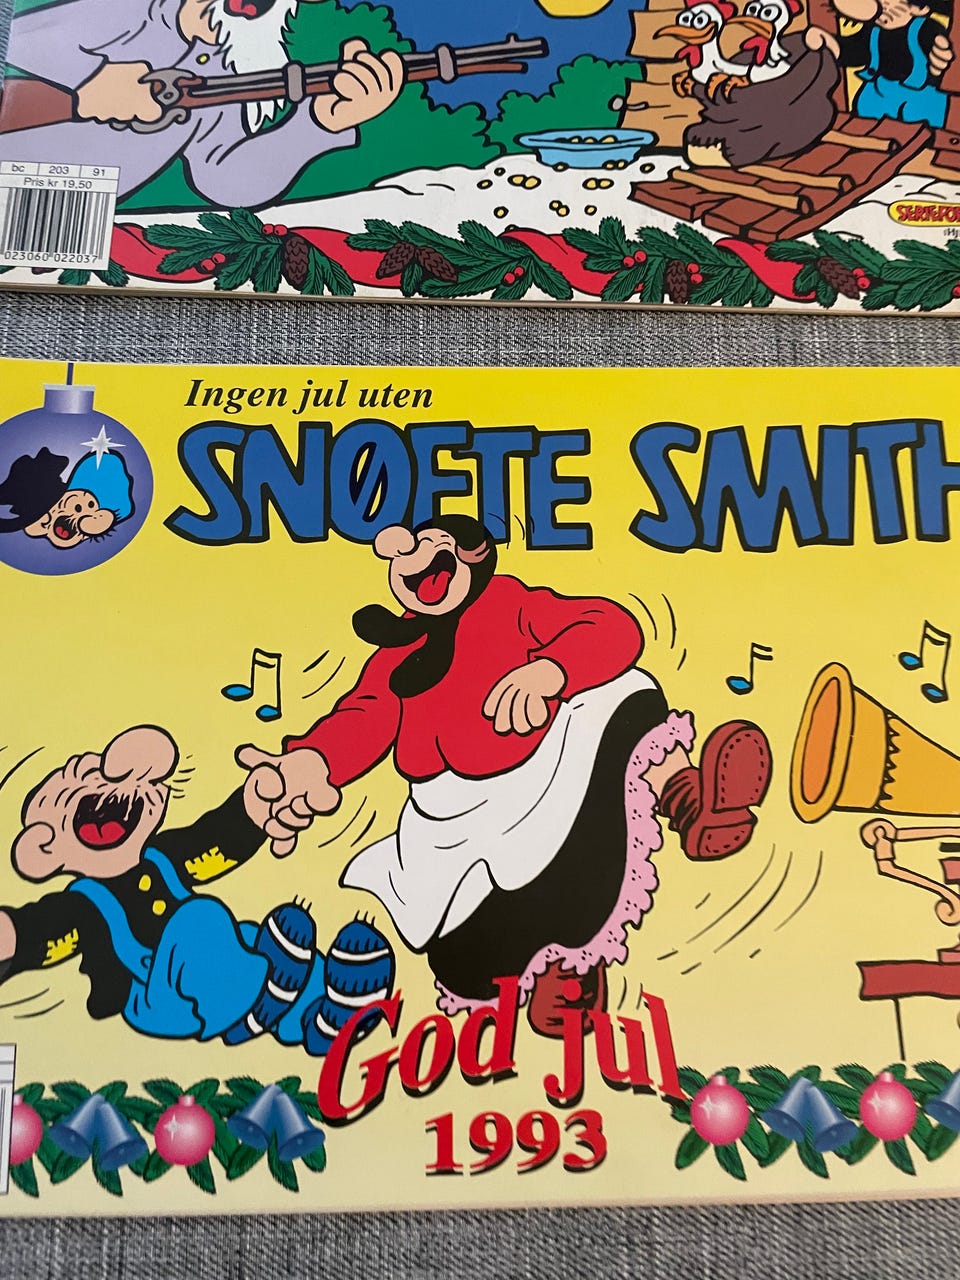 bc 203 91
Pris kr 19,50
023060 022037
Ingen jul uten
SNØFTE SMITH
God jul
1993